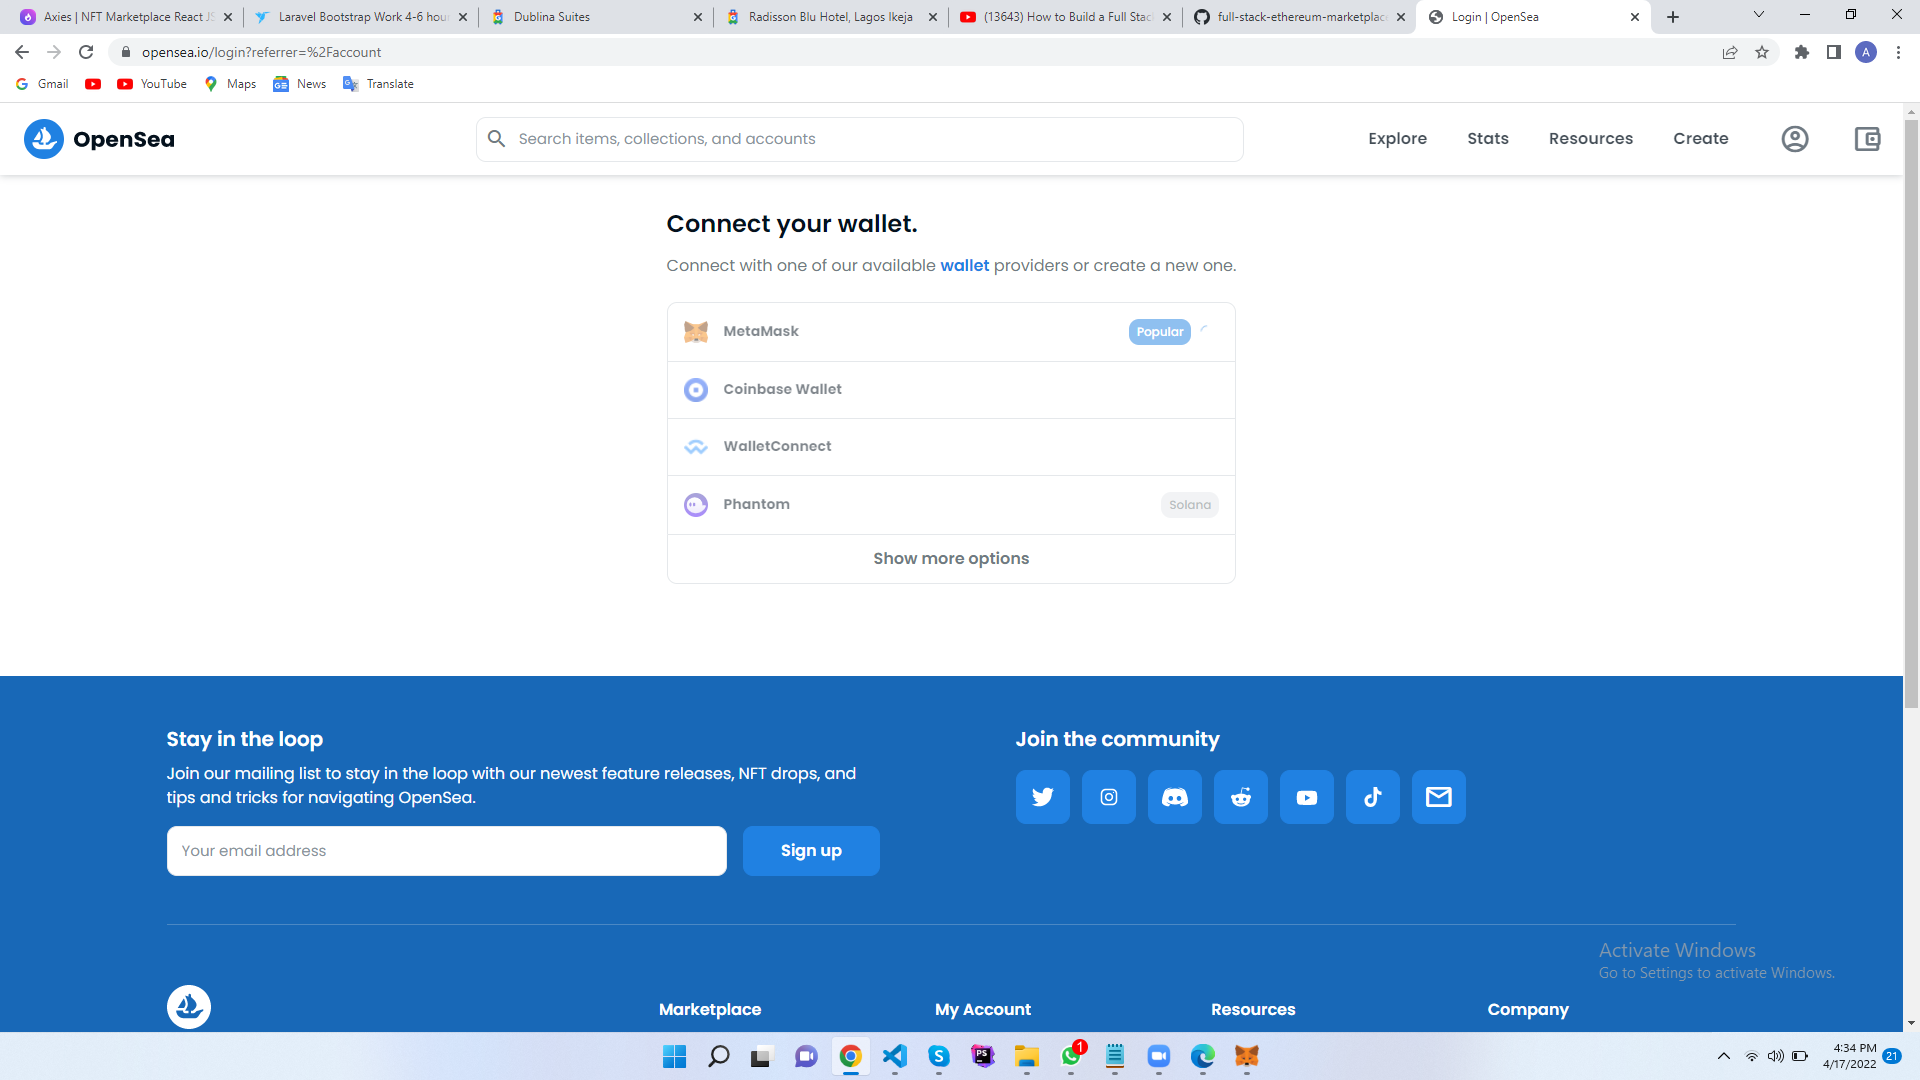 Axies | NFT Marketplace React JS
Laravel Bootstrap Work 4-6 hour
Dublina Suites
Radisson Blu Hotel, Lagos Ikeja
(13643) How to Build a Full Stac
full-stack-ethereum-marketplace
Login | OpenSea
opensea.io/login?referrer=%2Faccount
A
Gmail
YouTube
Maps
News
Translate
OpenSea
Search items, collections, and accounts
Explore
Stats
Resources
Create
Connect your wallet.
Connect with one of our available wallet providers or create a new one.
MetaMask
Popular
Coinbase Wallet
WalletConnect
Phantom
Solana
Show more options
Stay in the loop
Join our mailing list to stay in the loop with our newest feature releases, NFT drops, and
tips and tricks for navigating OpenSea.
Your email address
Sign up
Join the community
Activate Windows
Go to Settings to activate Windows.
Marketplace
My Account
Resources
Company
PS
1
4:34 PM
4/17/2022
21